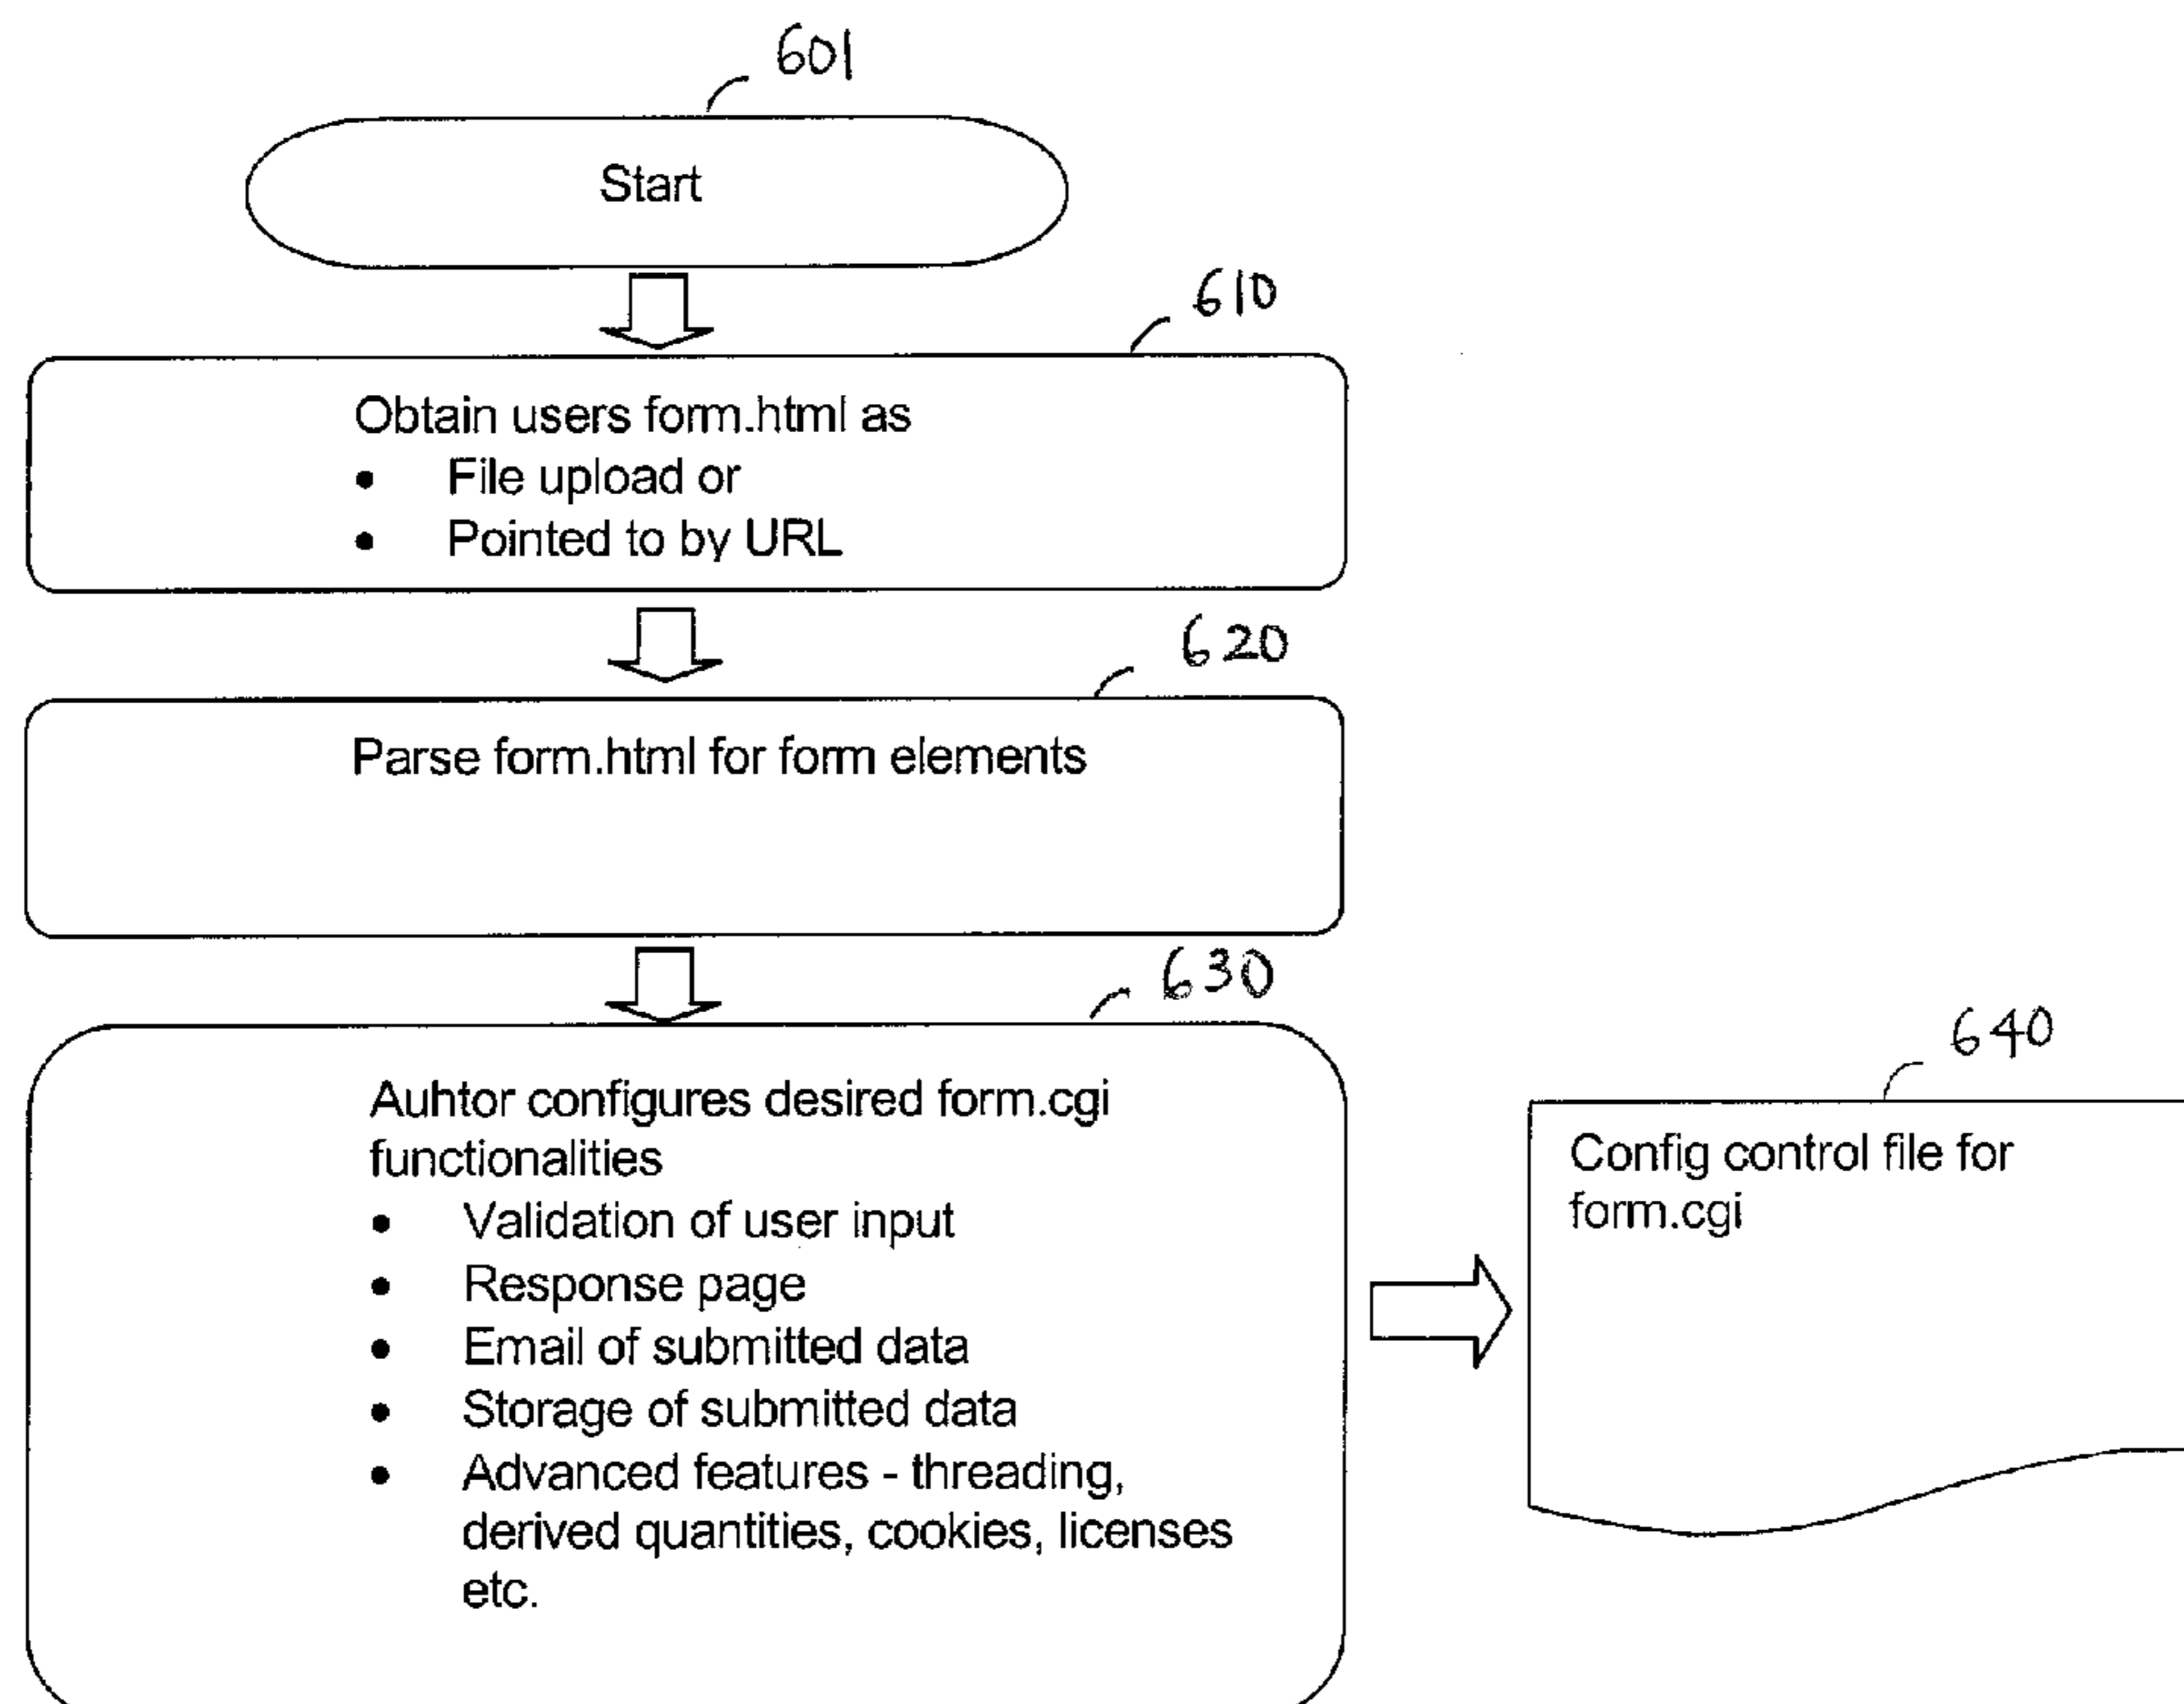 601
Start
610
Obtain users form.html as
• File upload or
• Pointed to by URL
620
Parse form.html for form elements
630
Auhtor configures desired form.cgi
functionalities
• Validation of user input
• Response page
• Email of submitted data
• Storage of submitted data
• Advanced features - threading,
derived quantities, cookies, licenses
etc.
640
Config control file for
form.cgi